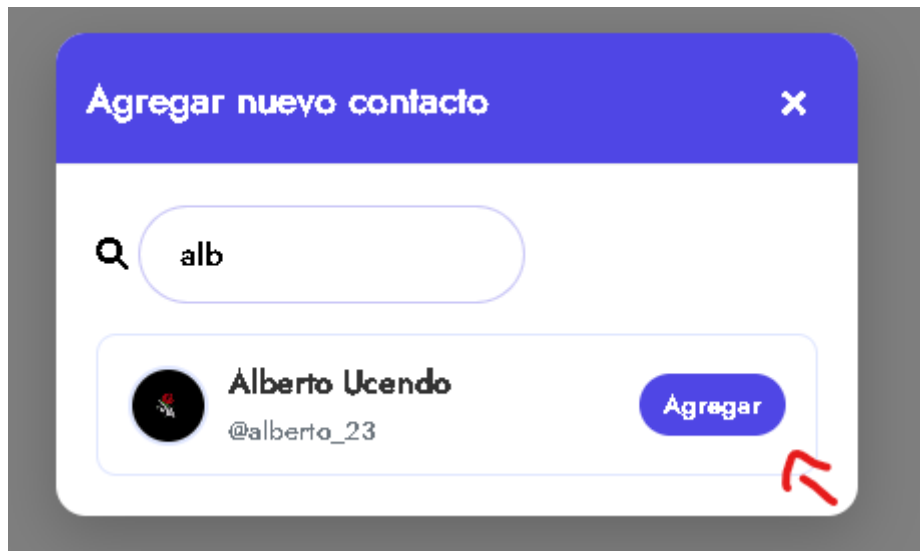 Agregar nuevo contacto
alb
Alberto Ucendo
@alberto_23
Agregar